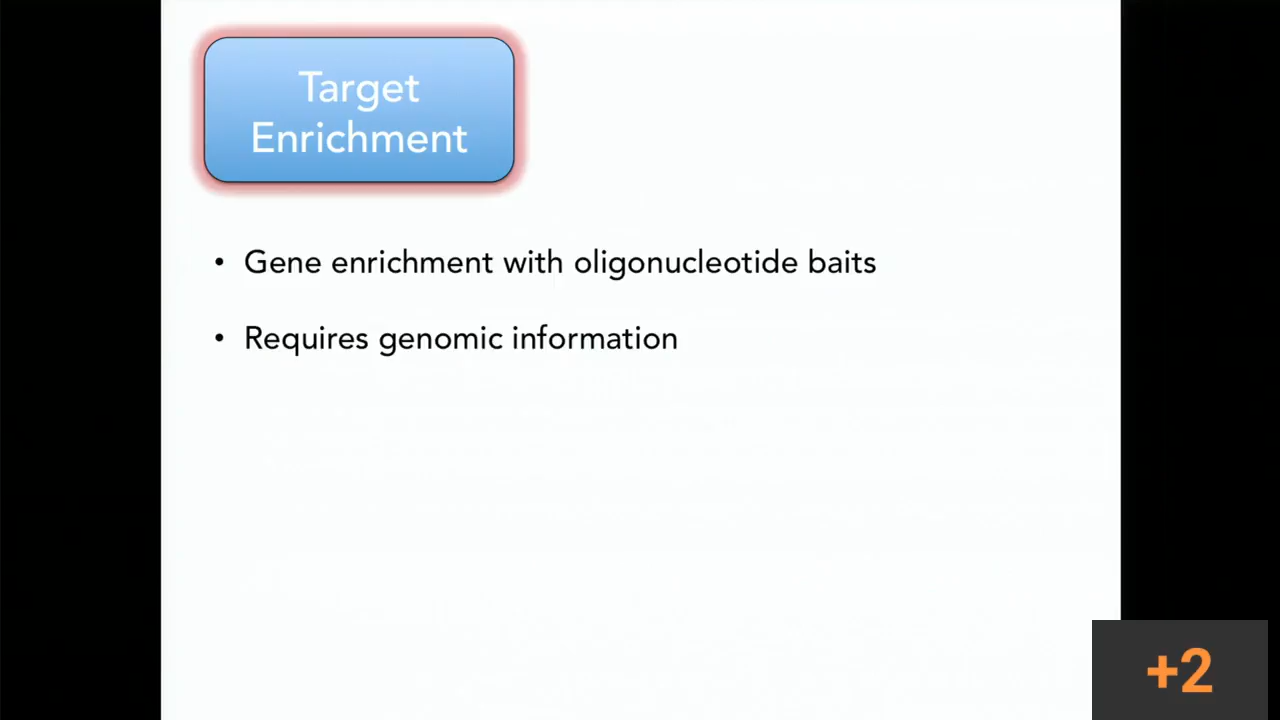 Target
Enrichment
• Gene enrichment with oligonucleotide baits
• Requires genomic information
+2